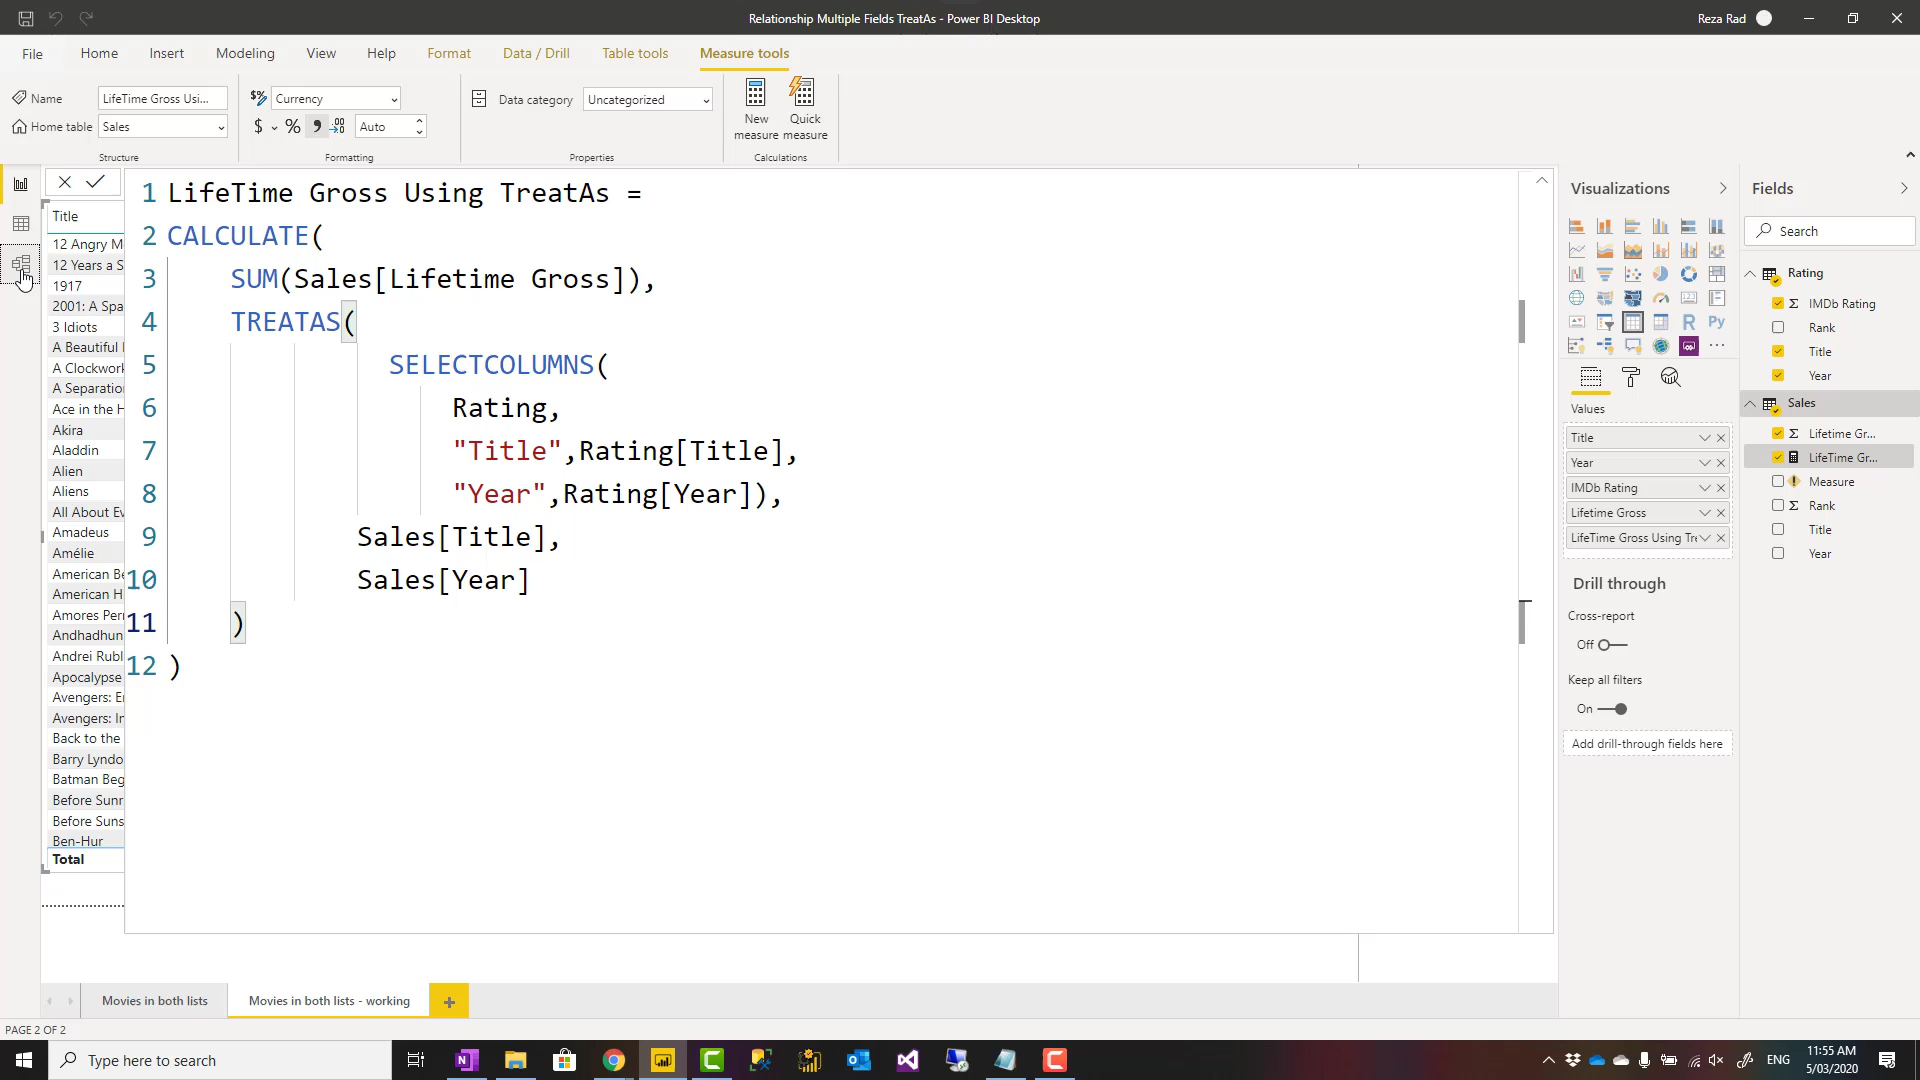 Relationship Multiple Fields TreatAs - Power BI Desktop
Reza Rad
File
Home
Insert
Modeling
View
Help
Format
Data / Drill
Table tools
Measure tools
Name
LifeTime Gross Usi...
Home table
Sales
Structure
Currency
$
%
Auto
Formatting
Data category
Uncategorized
Properties
New measure
Quick measure
Calculations
1 LifeTime Gross Using TreatAs =
2 CALCULATE(
3 SUM(Sales[Lifetime Gross]),
4 TREATAS(
5 SELECTCOLUMNS(
6 Rating,
7 "Title",Rating[Title],
8 "Year",Rating[Year]),
9 Sales[Title],
10 Sales[Year]
11 )
12 )
Title
12 Angry M
12 Years a S
1917
2001: A Spa
3 Idiots
A Beautiful
A Clockwork
A Separation
Ace in the H
Akira
Aladdin
Alien
Aliens
All About Ev
Amadeus
Amélie
American Be
American H
Amores Perr
Andhadhun
Andrei Rubl
Apocalypse
Avengers: E
Avengers: In
Back to the
Barry Lyndo
Batman Beg
Before Sunr
Before Suns
Ben-Hur
Total
Visualizations
R
Py
Values
Title
Year
IMDb Rating
Lifetime Gross
LifeTime Gross Using Tre
Drill through
Cross-report
Off
Keep all filters
On
Add drill-through fields here
Fields
Search
Rating
IMDb Rating
Rank
Title
Year
Sales
Lifetime Gr...
LifeTime Gr...
Measure
Rank
Title
Year
Movies in both lists
Movies in both lists - working
PAGE 2 OF 2
Type here to search
ENG
11:55 AM
5/03/2020